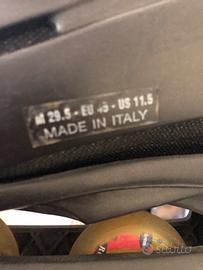 M 29.5 - EU 45 - US 11.5
MADE IN ITALY
subito